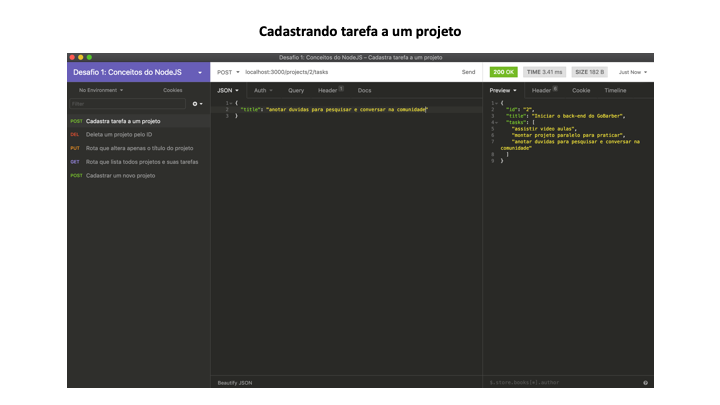 Cadastrando tarefa a um projeto
Desafio 1: Conceitos do NodeJS – Cadastra tarefa a um projeto
Desafio 1: Conceitos do NodeJS
POST localhost:3000/projects/2/tasks Send
200 OK TIME 3.41 ms SIZE 182 B Just Now
No Environment Cookies
JSON Auth Query Header 1 Docs
Preview Header 6 Cookie Timeline
Filter
POST Cadastra tarefa a um projeto
DEL Deleta um projeto pelo ID
PUT Rota que altera apenas o título do projeto
GET Rota que lista todos projetos e suas tarefas
POST Cadastrar um novo projeto
1 {
2 "title": "anotar duvidas para pesquisar e conversar na comunidade"
3 }
1 {
2 "id": "2",
3 "title": "Iniciar o back-end do GoBarber",
4 "tasks": [
5 "assistir vídeo aulas",
6 "montar projeto paralelo para praticar",
7 "anotar duvidas para pesquisar e conversar na
comunidade"
8 ]
9 }
Beautify JSON
$.store.books[*].author